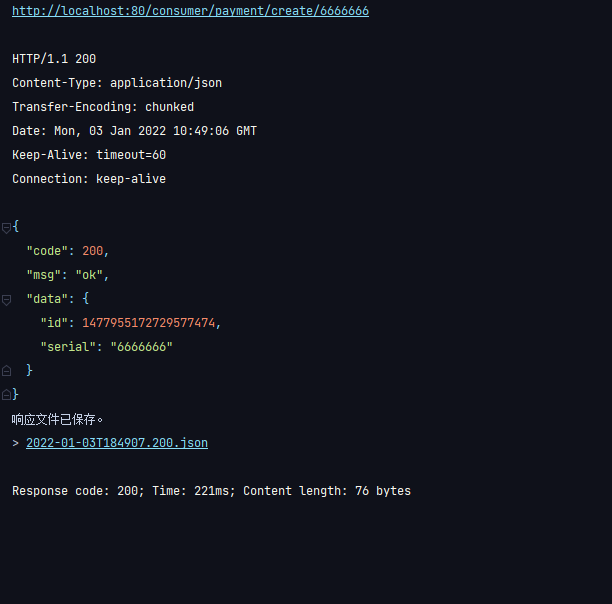 http://localhost:80/consumer/payment/create/6666666
HTTP/1.1 200
Content-Type: application/json
Transfer-Encoding: chunked
Date: Mon, 03 Jan 2022 10:49:06 GMT
Keep-Alive: timeout=60
Connection: keep-alive
{
"code": 200,
"msg": "ok",
"data": {
"id": 1477955172729577474,
"serial": "6666666"
}
}
响应文件已保存。
> 2022-01-03T184907.200.json
Response code: 200; Time: 221ms; Content length: 76 bytes